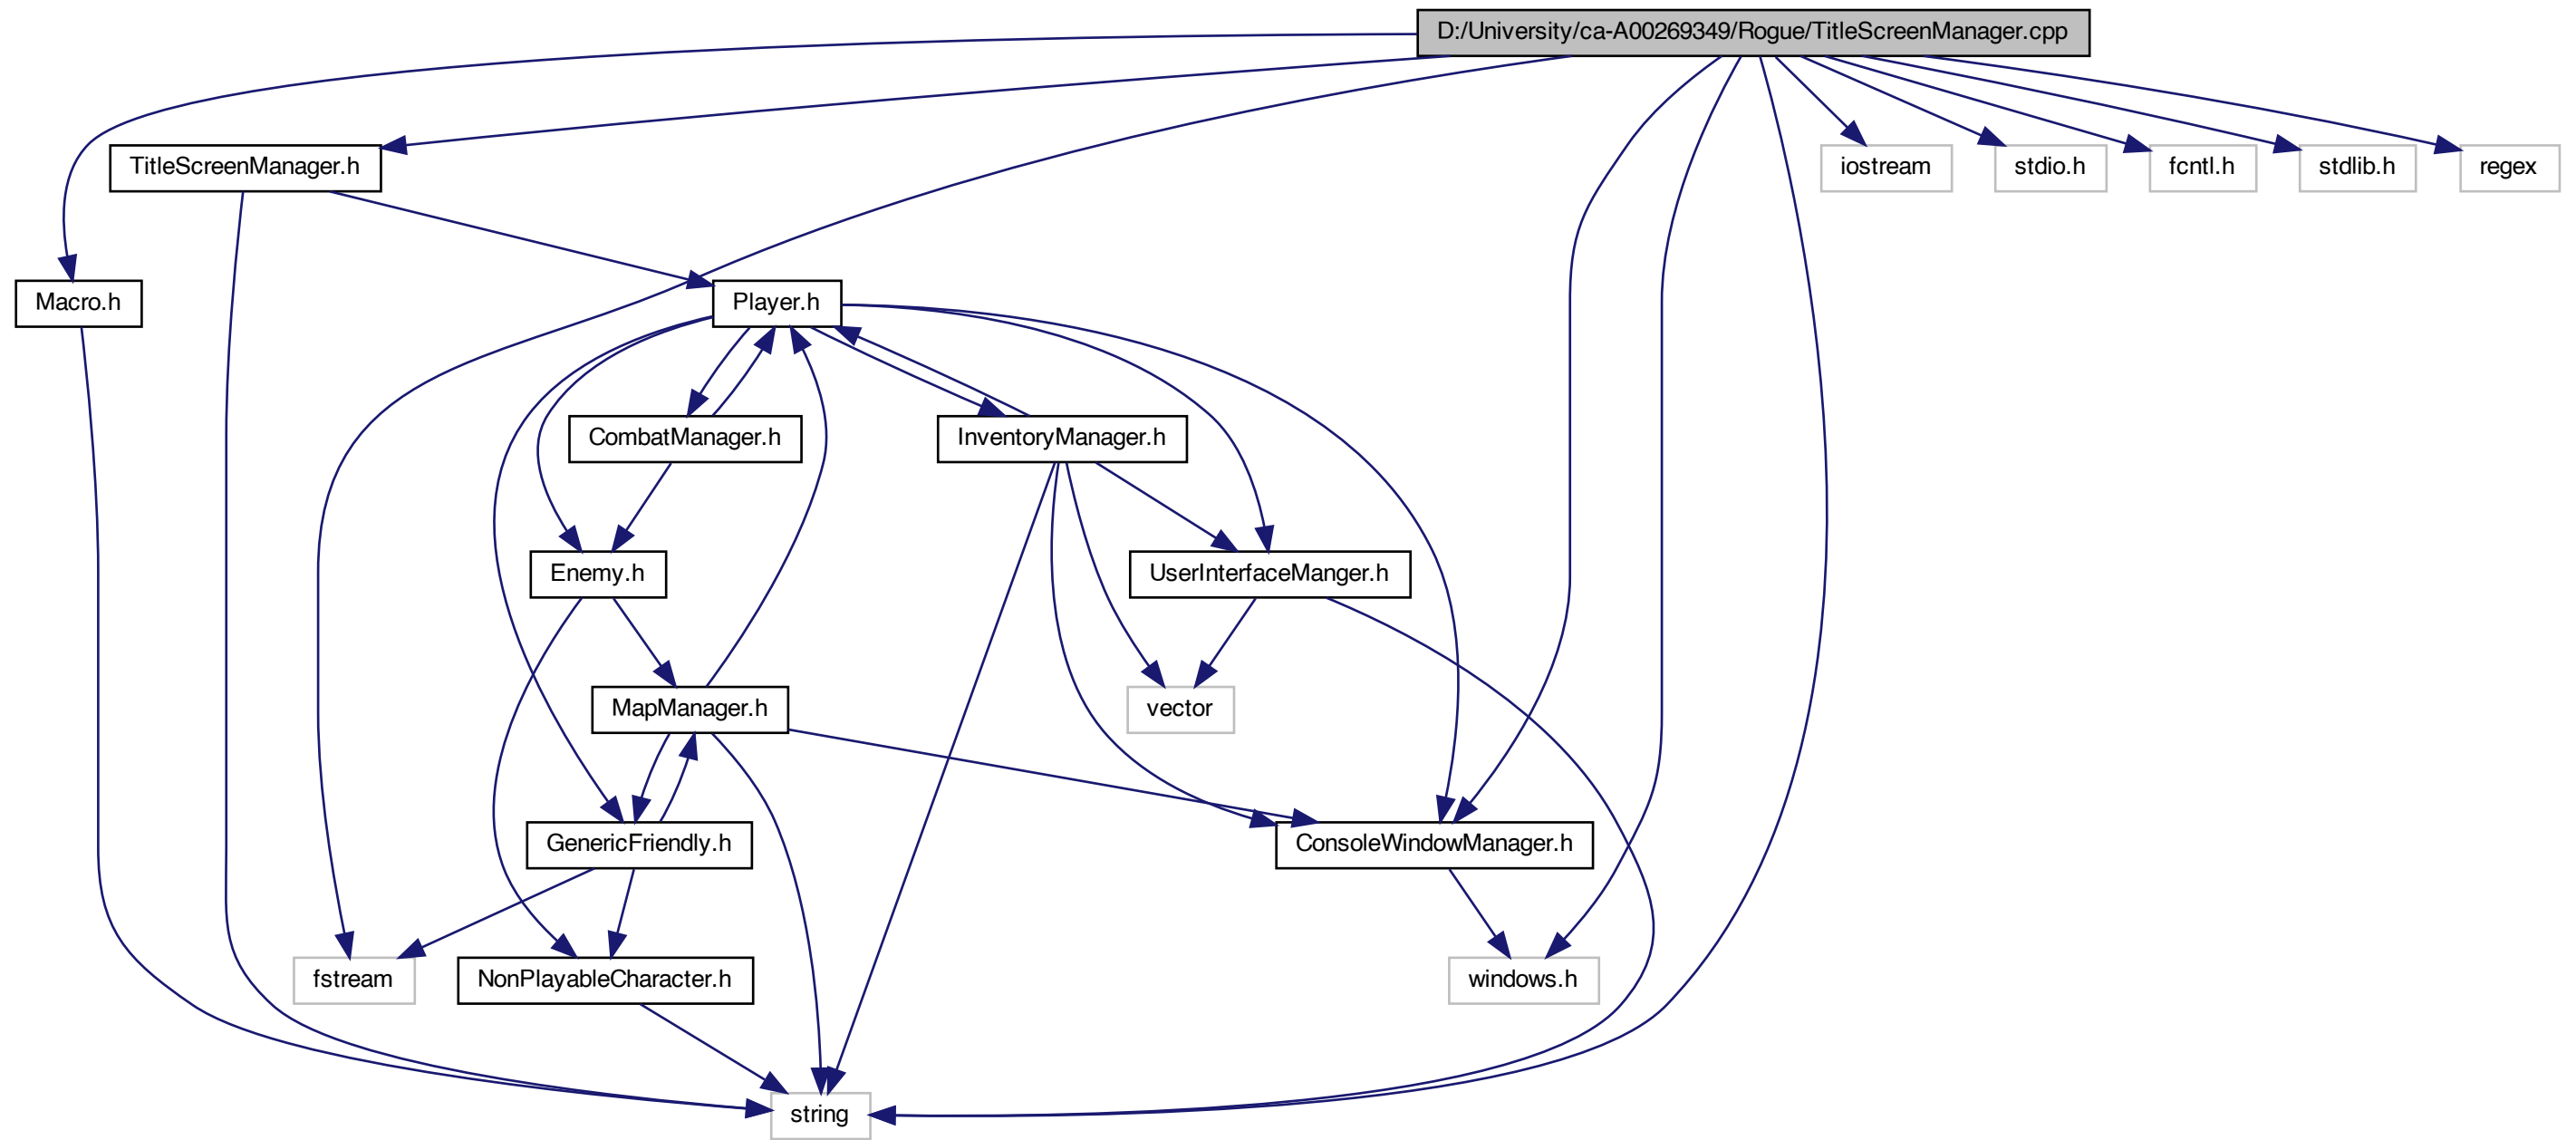 D:/University/ca-A00269349/Rogue/TitleScreenManager.cpp
TitleScreenManager.h
iostream
stdio.h
fcntl.h
stdlib.h
regex
Macro.h
Player.h
CombatManager.h
InventoryManager.h
Enemy.h
UserInterfaceManger.h
MapManager.h
vector
GenericFriendly.h
ConsoleWindowManager.h
fstream
NonPlayableCharacter.h
windows.h
string